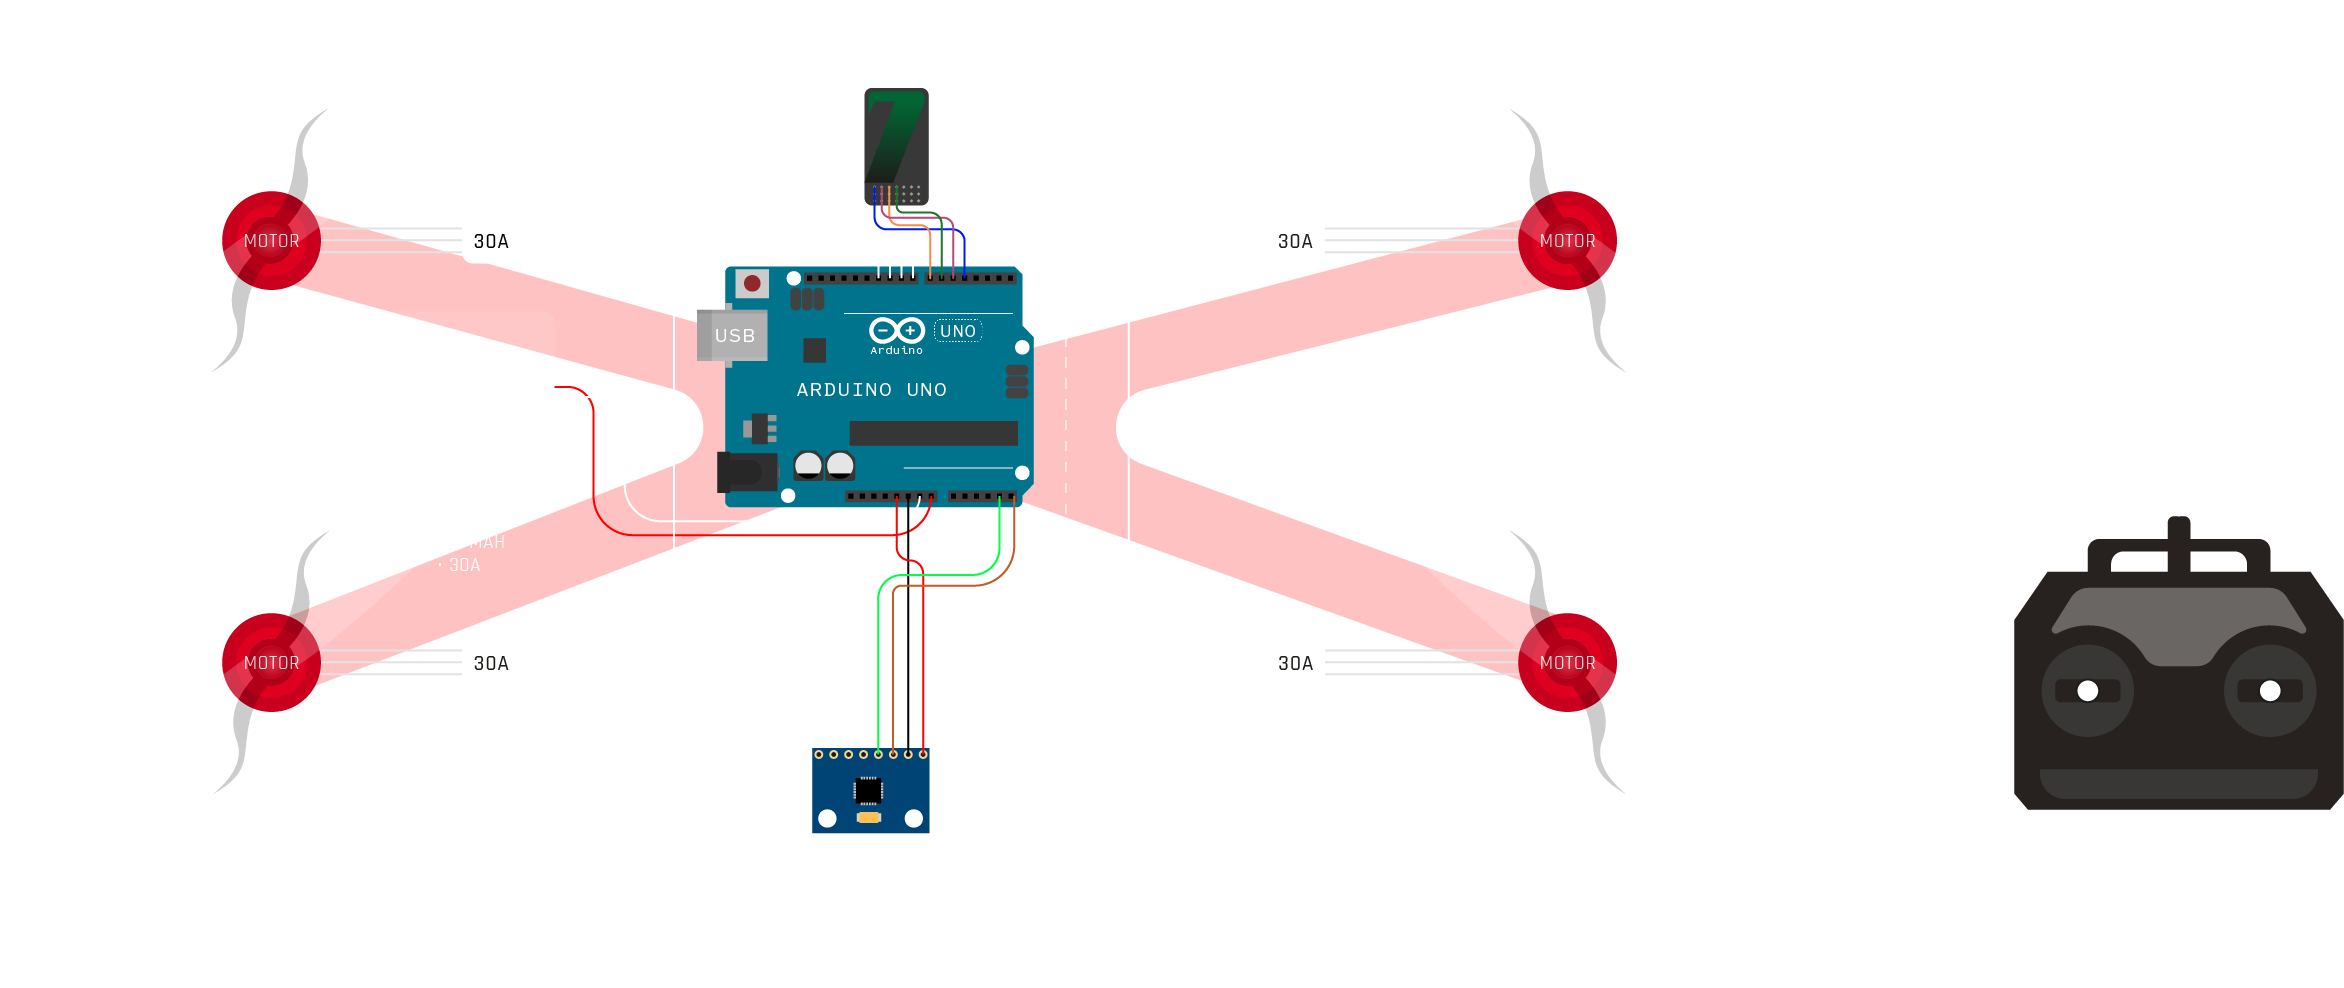 MOTOR
30A
30A
MOTOR
USB
UNO
Arduino
ARDUINO UNO
MAH
· 30A
MOTOR
30A
30A
MOTOR